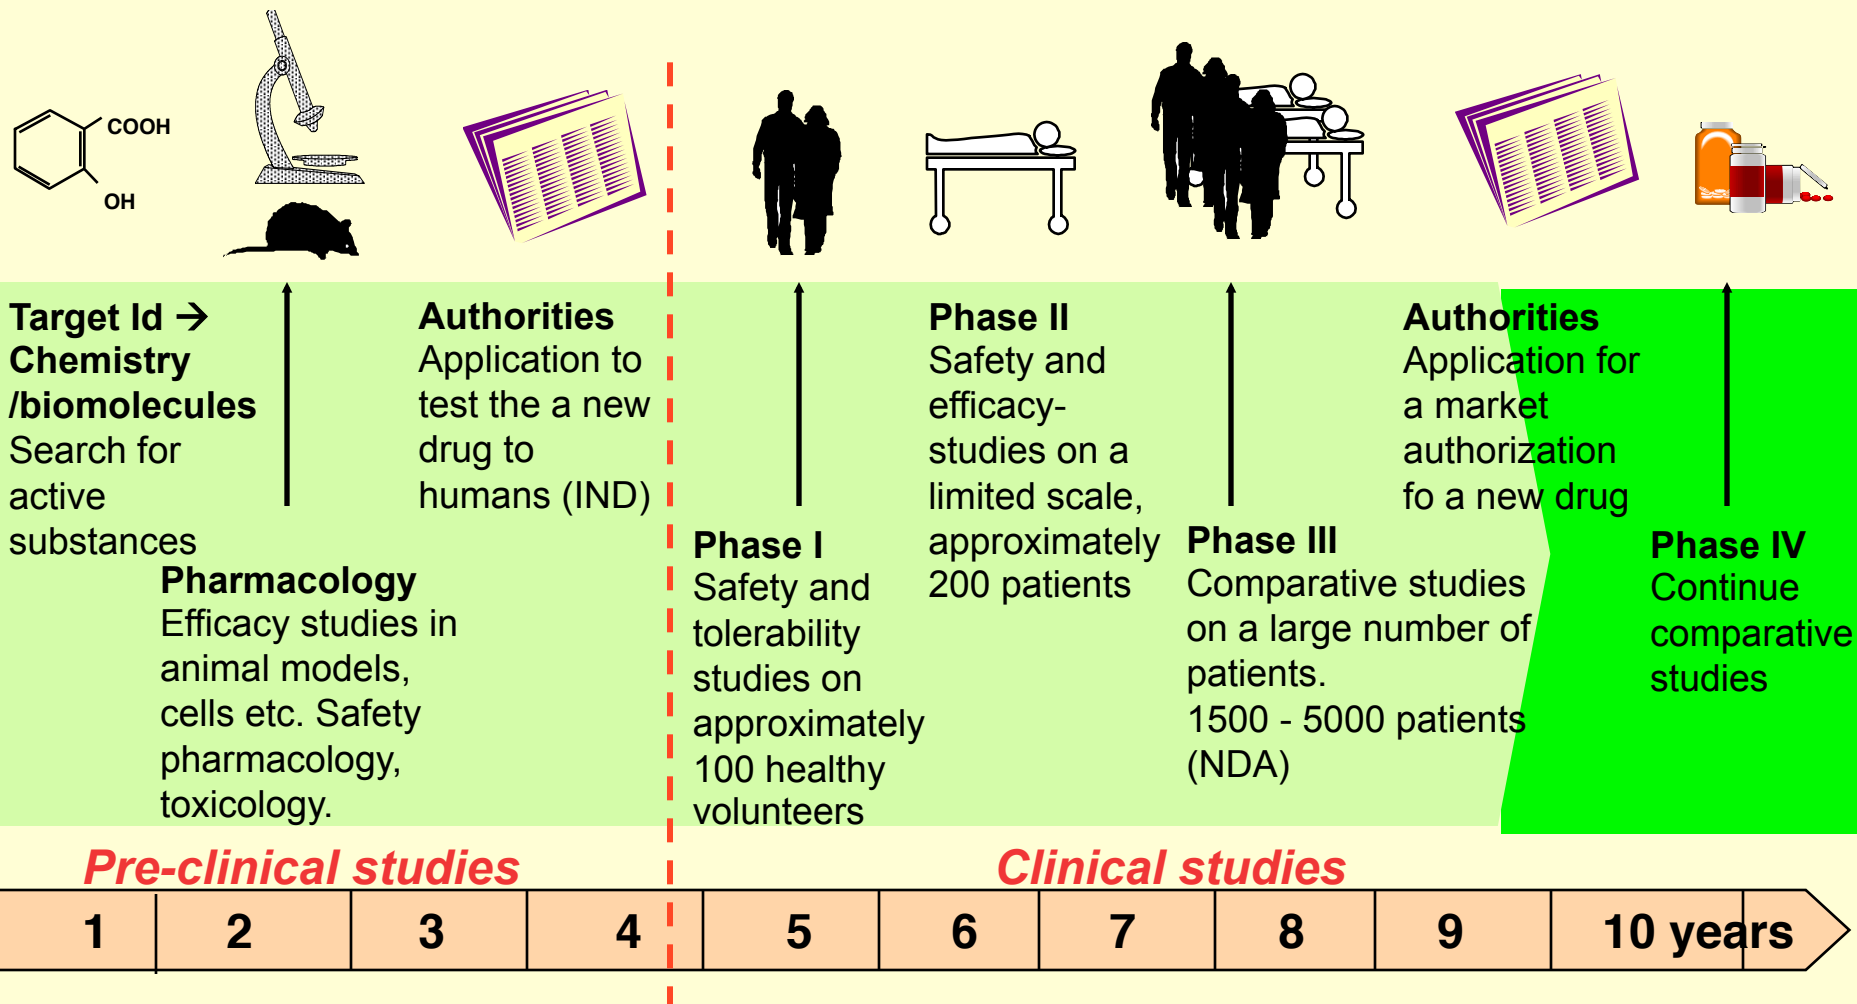 COOH
OH
Target Id →
Chemistry
/biomolecules
Search for
active
substances
Pharmacology
Efficacy studies in
animal models,
cells etc. Safety
pharmacology,
toxicology.
Authorities
Application to
test the a new
drug to
humans (IND)
Phase I
Safety and
tolerability
studies on
approximately
100 healthy
volunteers
Phase II
Safety and
efficacy-
studies on a
limited scale,
approximately
200 patients
Phase III
Comparative studies
on a large number of
patients.
1500 - 5000 patients
(NDA)
Authorities
Application for
a market
authorization
fo a new drug
Phase IV
Continue
comparative
studies
Pre-clinical studies
Clinical studies
1 2 3 4 5 6 7 8 9 10 years